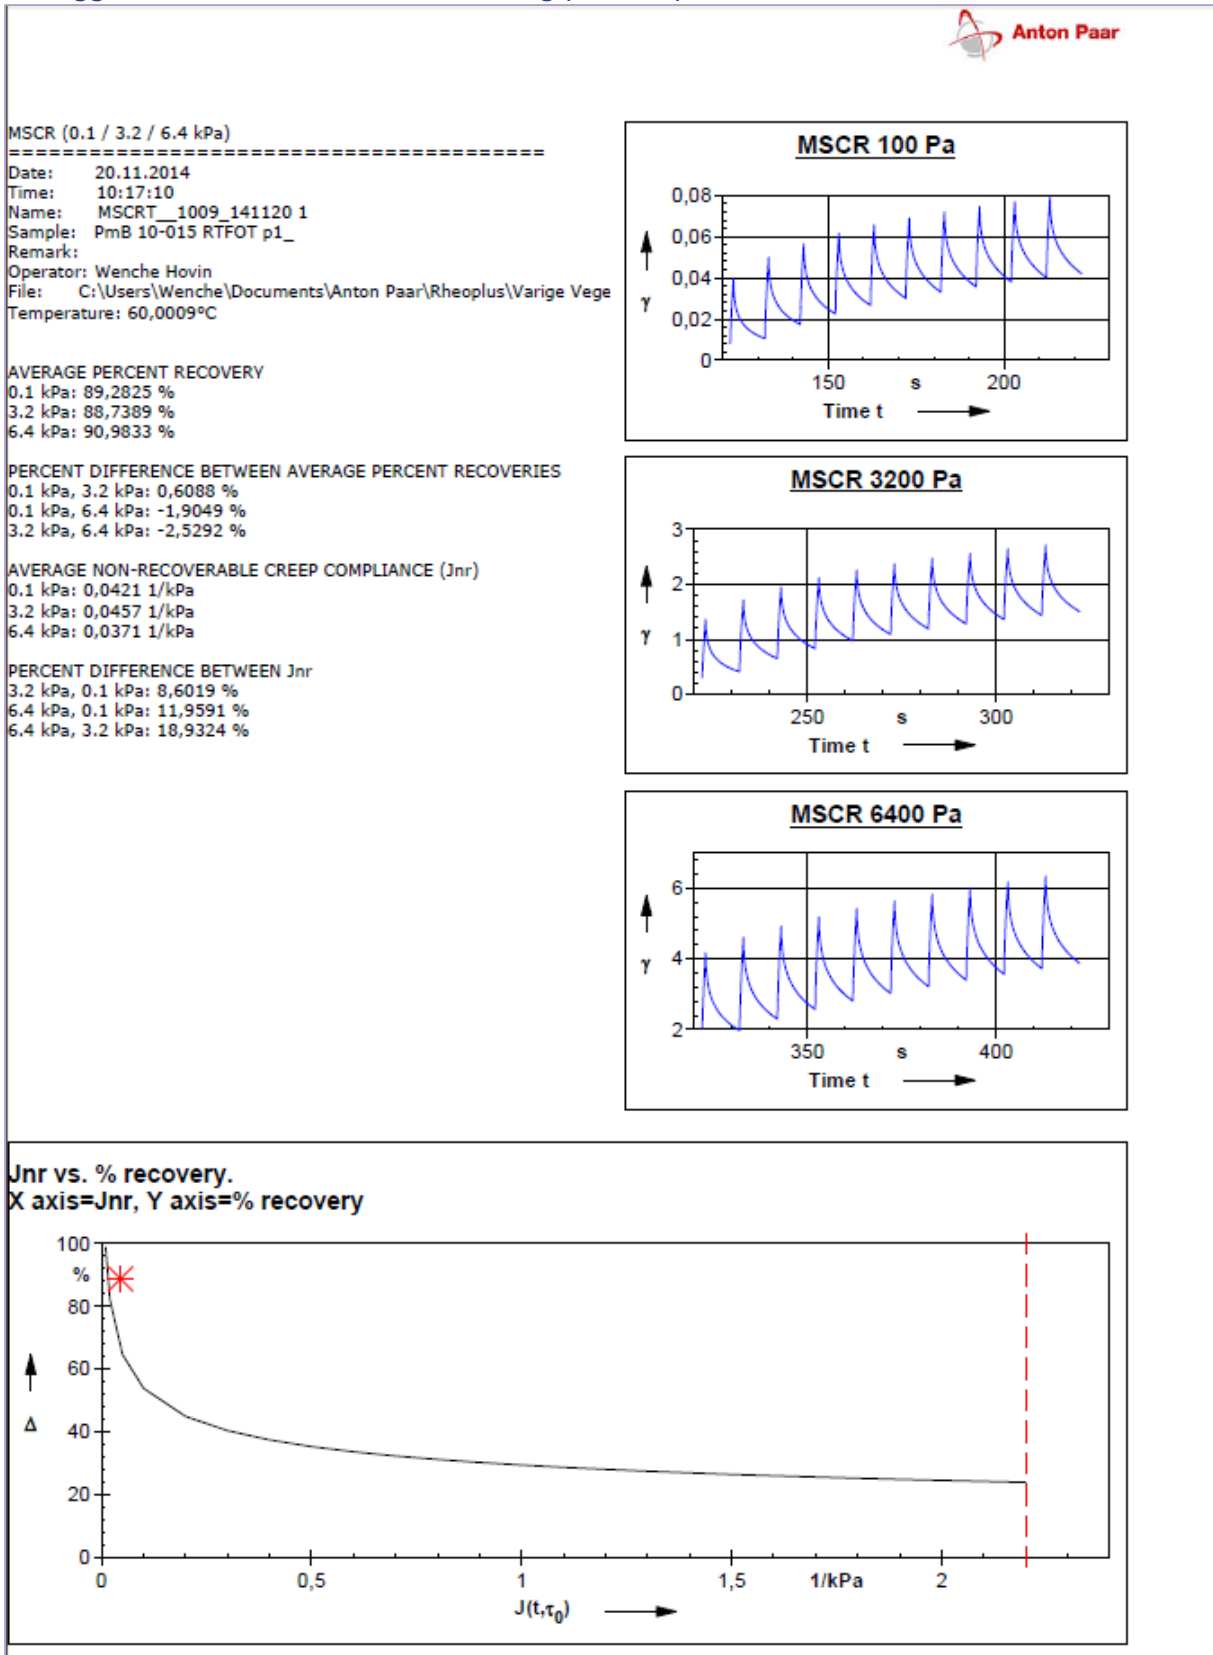 Anton Paar
MSCR (0.1 / 3.2 / 6.4 kPa)
========================================
Date: 20.11.2014
Time: 10:17:10
Name: MSCRT__1009_141120 1
Sample: PmB 10-015 RTFOT p1_
Remark:
Operator: Wenche Hovin
File: C:\Users\Wenche\Documents\Anton Paar\Rheoplus\Varige Vege
Temperature: 60,0009°C
AVERAGE PERCENT RECOVERY
0.1 kPa: 89,2825 %
3.2 kPa: 88,7389 %
6.4 kPa: 90,9833 %
PERCENT DIFFERENCE BETWEEN AVERAGE PERCENT RECOVERIES
0.1 kPa, 3.2 kPa: 0,6088 %
0.1 kPa, 6.4 kPa: -1,9049 %
3.2 kPa, 6.4 kPa: -2,5292 %
AVERAGE NON-RECOVERABLE CREEP COMPLIANCE (Jnr)
0.1 kPa: 0,0421 1/kPa
3.2 kPa: 0,0457 1/kPa
6.4 kPa: 0,0371 1/kPa
PERCENT DIFFERENCE BETWEEN Jnr
3.2 kPa, 0.1 kPa: 8,6019 %
6.4 kPa, 0.1 kPa: 11,9591 %
6.4 kPa, 3.2 kPa: 18,9324 %
MSCR 100 Pa
0,08
0,06
0,04
γ
0,02
0
150 s 200
Time t
MSCR 3200 Pa
3
2
γ
1
0
250 s 300
Time t
MSCR 6400 Pa
6
4
γ
2
350 s 400
Time t
Jnr vs. % recovery.
X axis=Jnr, Y axis=% recovery
100
%
80
60
Δ
40
20
0
0 0,5 1 1,5 1/kPa 2
J(t,τ0)